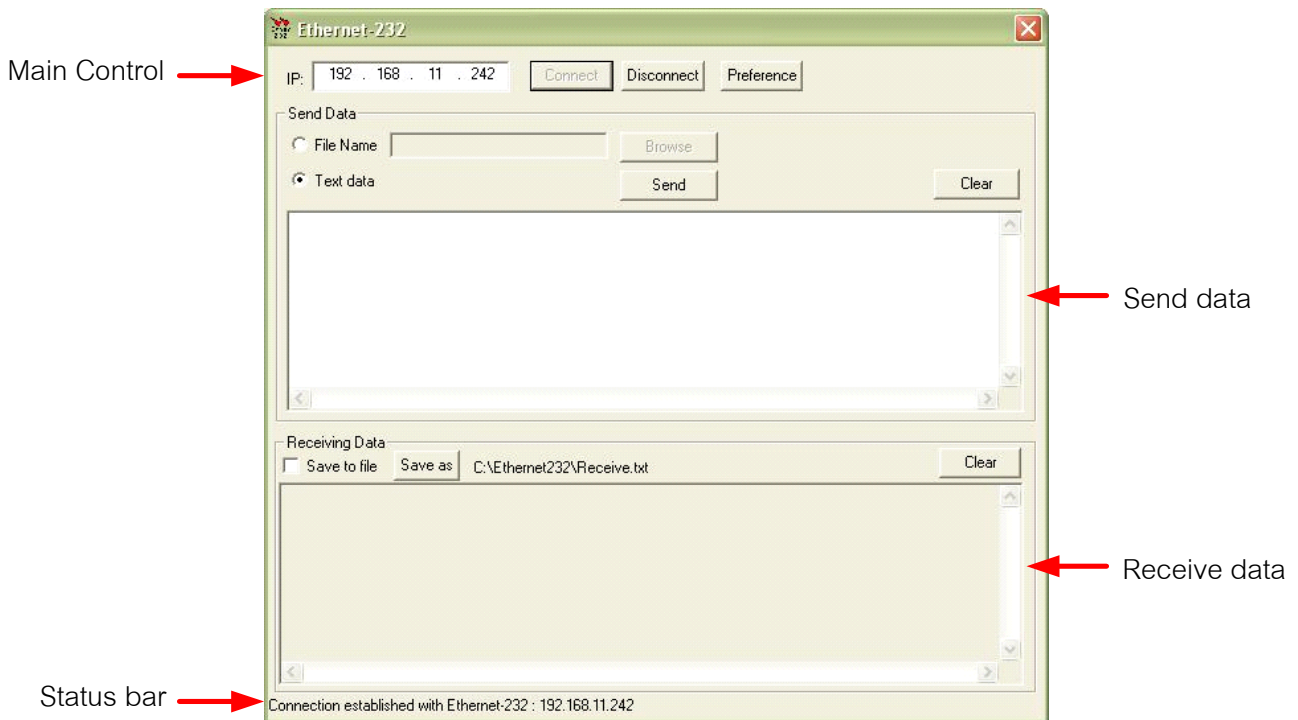 Ethernet-232
Main Control
IP: 192 . 168 . 11 . 242 Connect Disconnect Preference
Send Data
File Name Browse
Text data Send Clear
Send data
Receiving Data
Save to file Save as C:\Ethernet232\Receive.txt Clear
Receive data
Status bar
Connection established with Ethernet-232 : 192.168.11.242